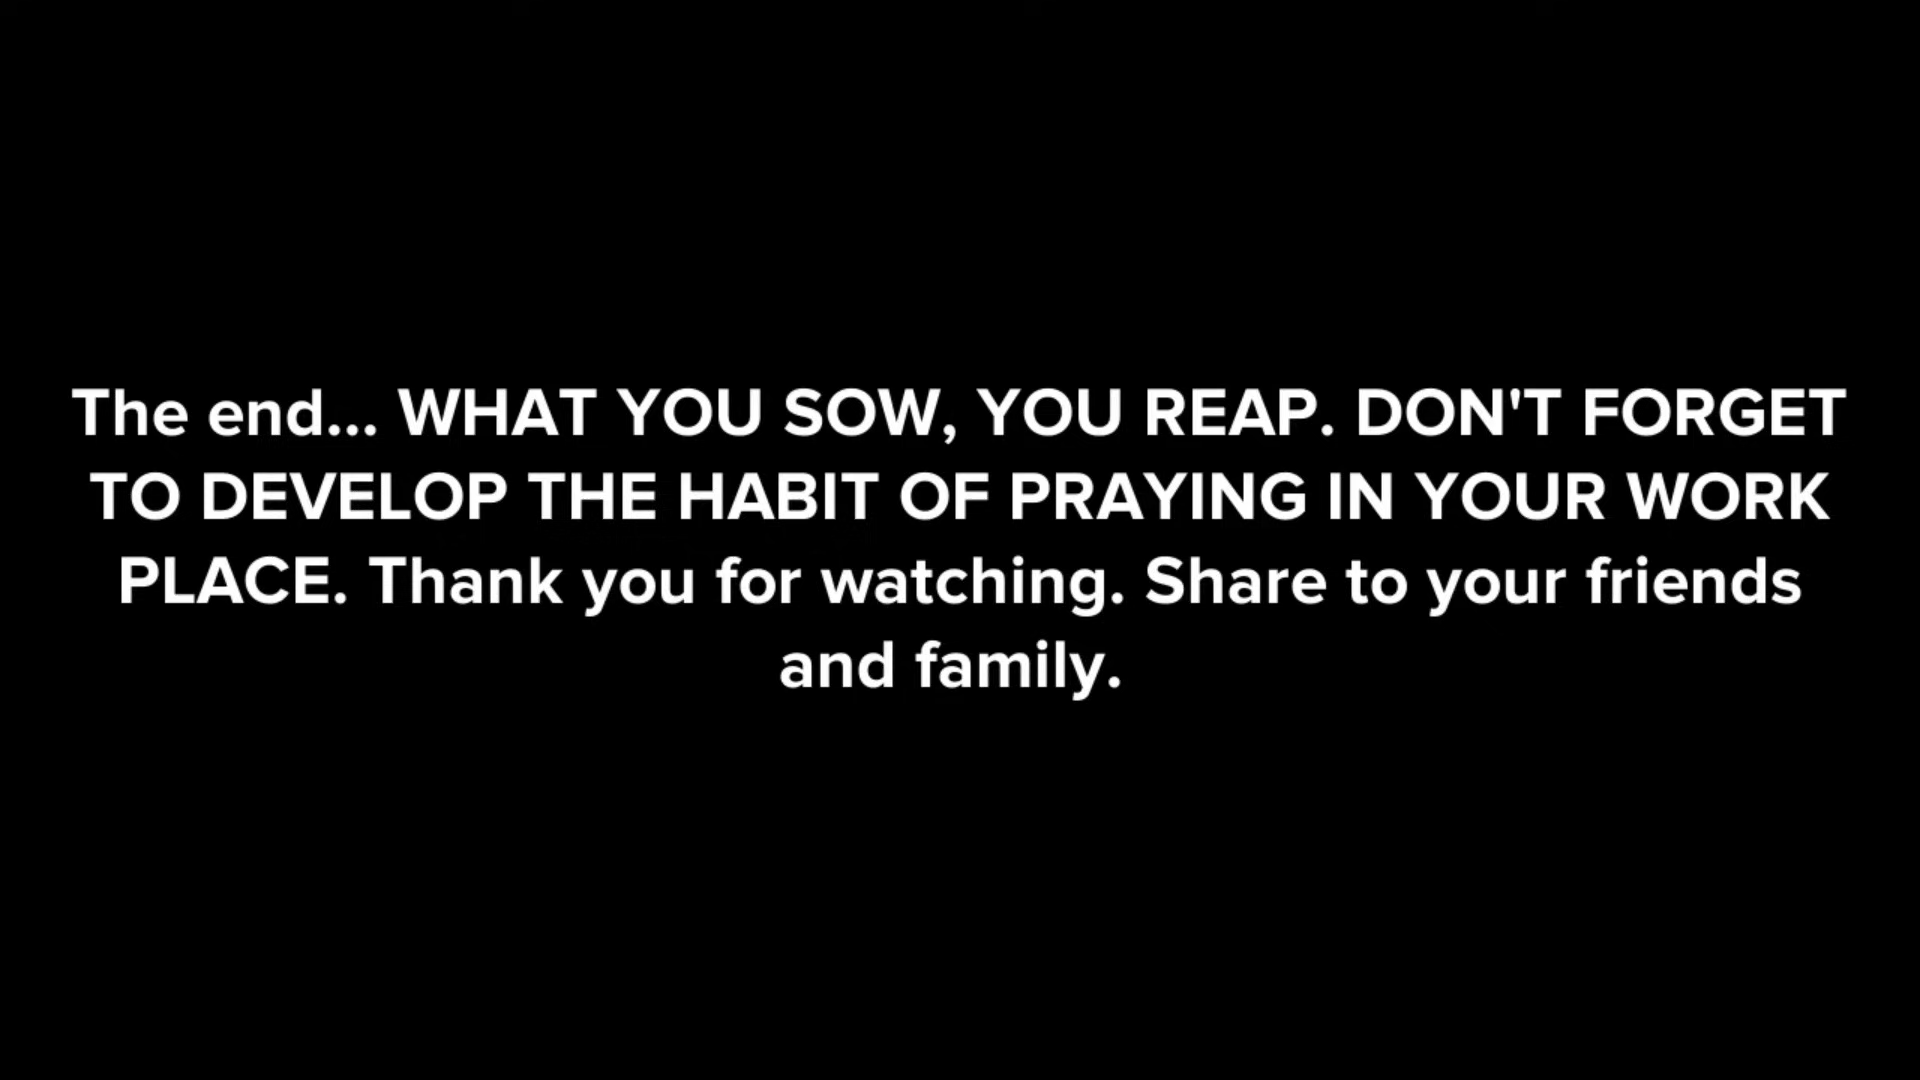 The end... WHAT YOU SOW, YOU REAP. DON'T FORGET
TO DEVELOP THE HABIT OF PRAYING IN YOUR WORK
PLACE. Thank you for watching. Share to your friends
and family.